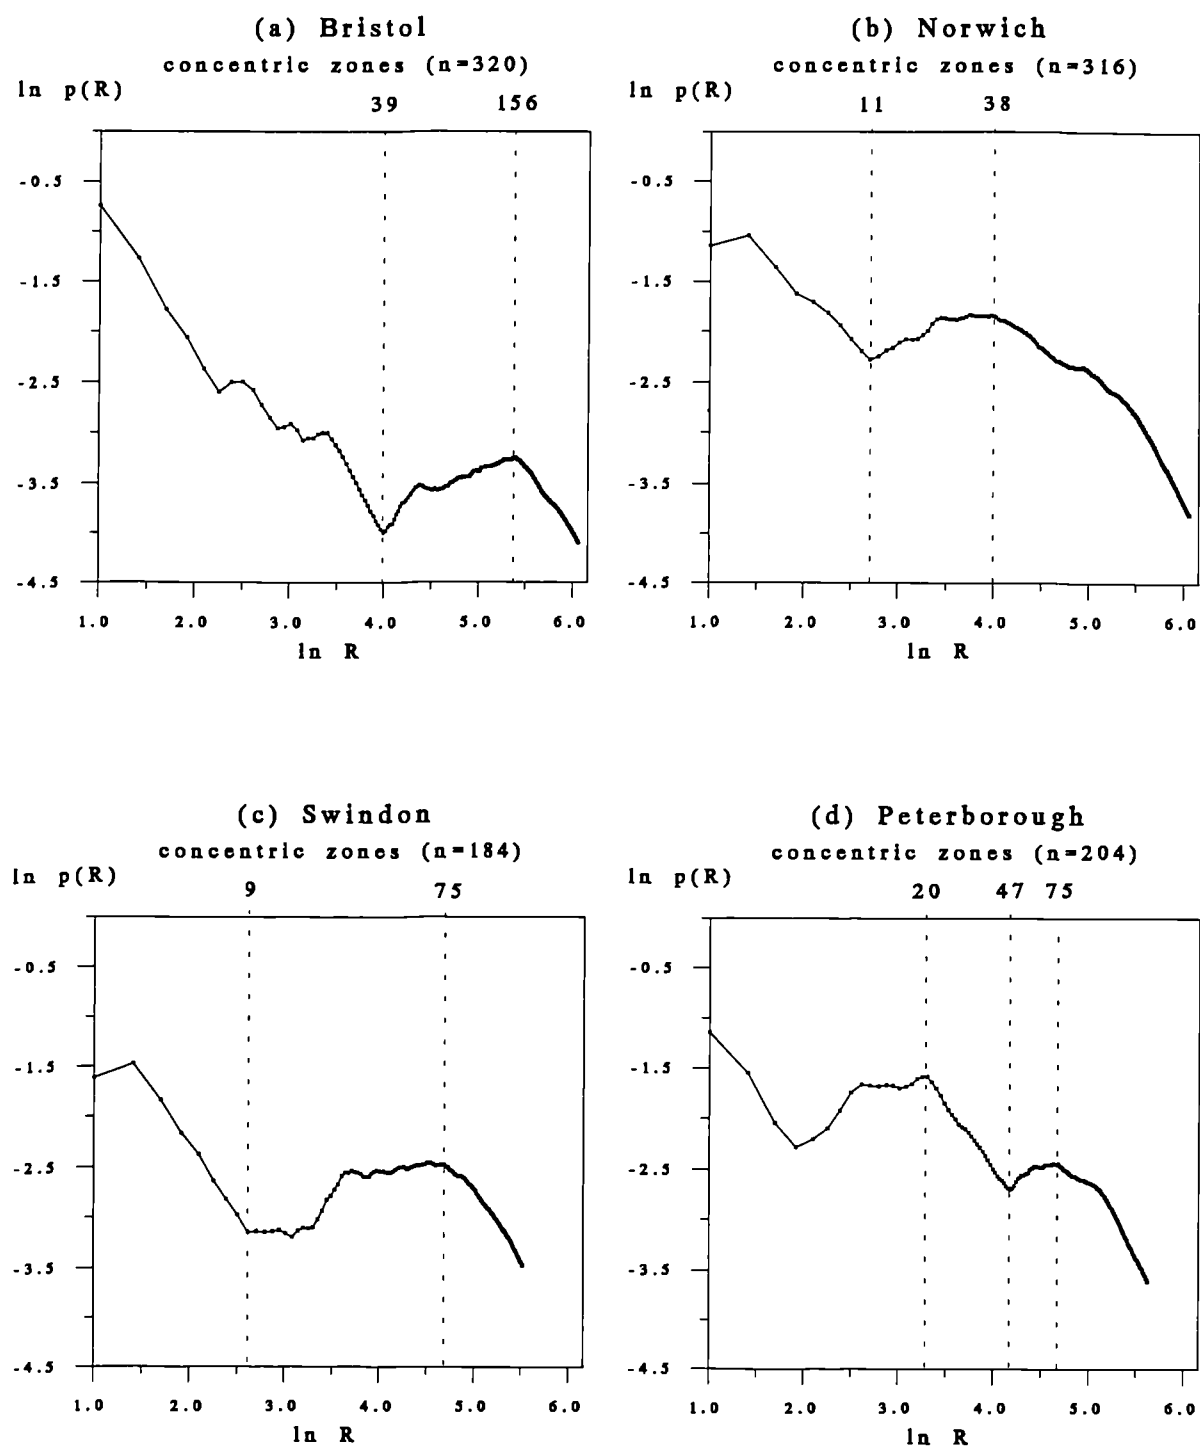 (a) Bristol
concentric zones (n=320)
ln p(R)
39 156
-0.5
-1.5
-2.5
-3.5
-4.5
1.0 2.0 3.0 4.0 5.0 6.0
ln R
(b) Norwich
concentric zones (n=316)
ln p(R)
11 38
-0.5
-1.5
-2.5
-3.5
-4.5
1.0 2.0 3.0 4.0 5.0 6.0
ln R
(c) Swindon
concentric zones (n=184)
ln p(R)
9 75
-0.5
-1.5
-2.5
-3.5
-4.5
1.0 2.0 3.0 4.0 5.0 6.0
ln R
(d) Peterborough
concentric zones (n=204)
ln p(R)
20 47 75
-0.5
-1.5
-2.5
-3.5
-4.5
1.0 2.0 3.0 4.0 5.0 6.0
ln R